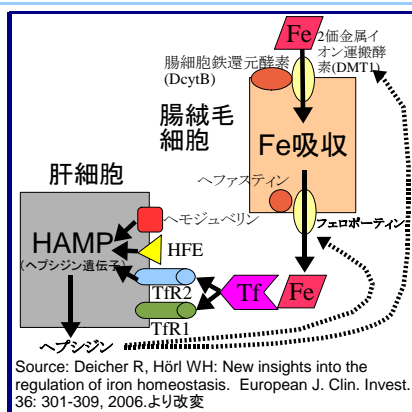 Fe
2価金属イ
オン運搬酵
素(DMT1)
腸細胞鉄還元酵素
(DcytB)
腸絨毛
細胞
Fe吸収
ヘファスティン
フェロポーティン
肝細胞
ヘモジュベリン
HAMP
(ヘプシジン遺伝子)
HFE
TfR2
TfR1
Tf
Fe
ヘプシジン
Source: Deicher R, Hörl WH: New insights into the
regulation of iron homeostasis. European J. Clin. Invest.
36: 301-309, 2006.より改変